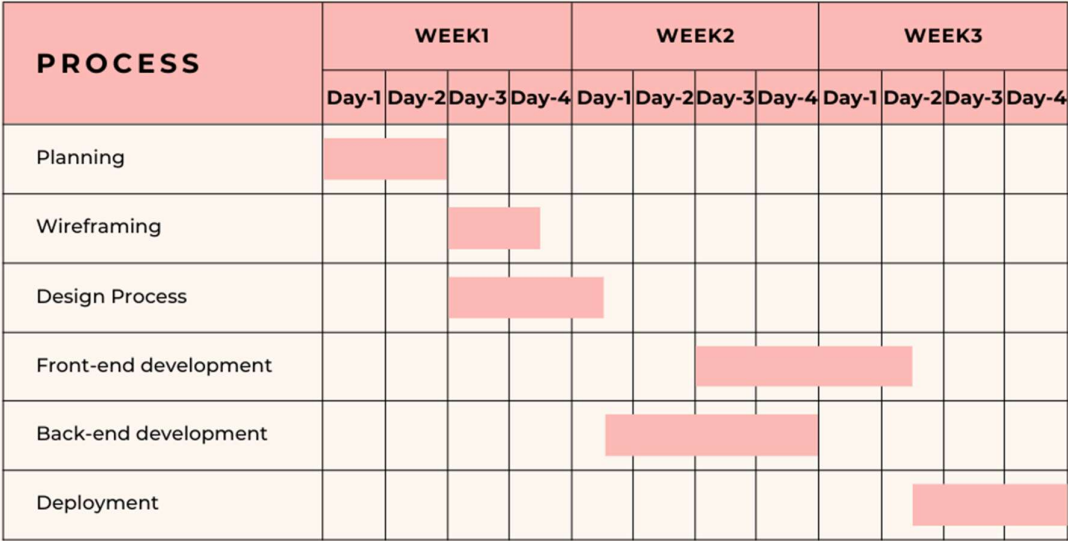 PROCESS
WEEK1 WEEK2 WEEK3
Day-1 Day-2 Day-3 Day-4 Day-1 Day-2 Day-3 Day-4 Day-1 Day-2 Day-3 Day-4
Planning
Wireframing
Design Process
Front-end development
Back-end development
Deployment